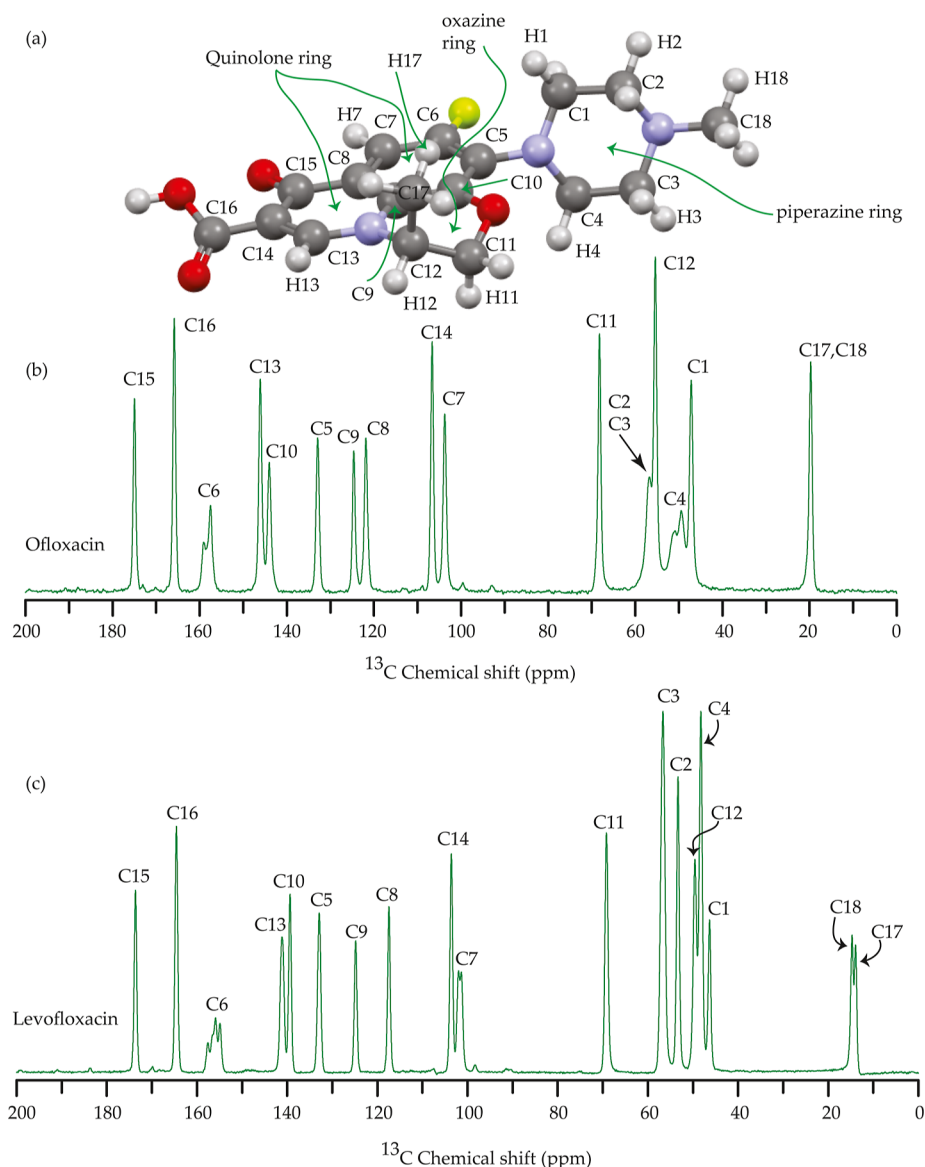 (a)
oxazine
ring
Quinolone ring
H17
H1
H2
H7
C7
C6
C5
C1
C2
H18
C18
C15
C8
C10
C17
C16
C4
C3
H3
piperazine ring
C14
C13
C11
H4
H13
C12
C9
H12
H11
C12
(b)
C15
C16
C6
C13
C10
C5
C9
C8
C14
C7
C11
C2
C3
C4
C1
C17,C18
Ofloxacin
200 180 160 140 120 100 80 60 40 20 0
13C Chemical shift (ppm)
(c)
C15
C16
C6
C13
C10
C5
C9
C8
C14
C7
C11
C3
C2
C4
C12
C1
C18
C17
Levofloxacin
200 180 160 140 120 100 80 60 40 20 0
13C Chemical shift (ppm)